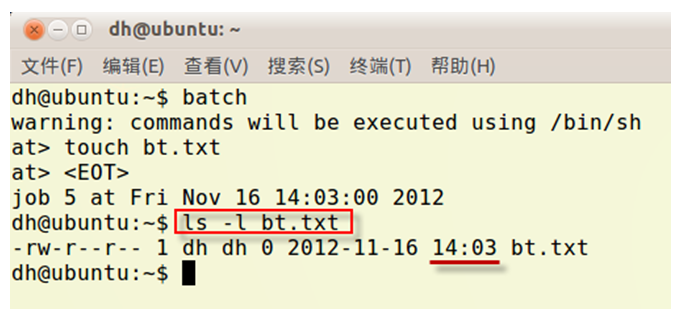 dh@ubuntu: ~
文件(F) 编辑(E) 查看(V) 搜索(S) 终端(T) 帮助(H)
dh@ubuntu:~$ batch
warning: commands will be executed using /bin/sh
at> touch bt.txt
at> <EOT>
job 5 at Fri Nov 16 14:03:00 2012
dh@ubuntu:~$ ls -l bt.txt
-rw-r--r-- 1 dh dh 0 2012-11-16 14:03 bt.txt
dh@ubuntu:~$